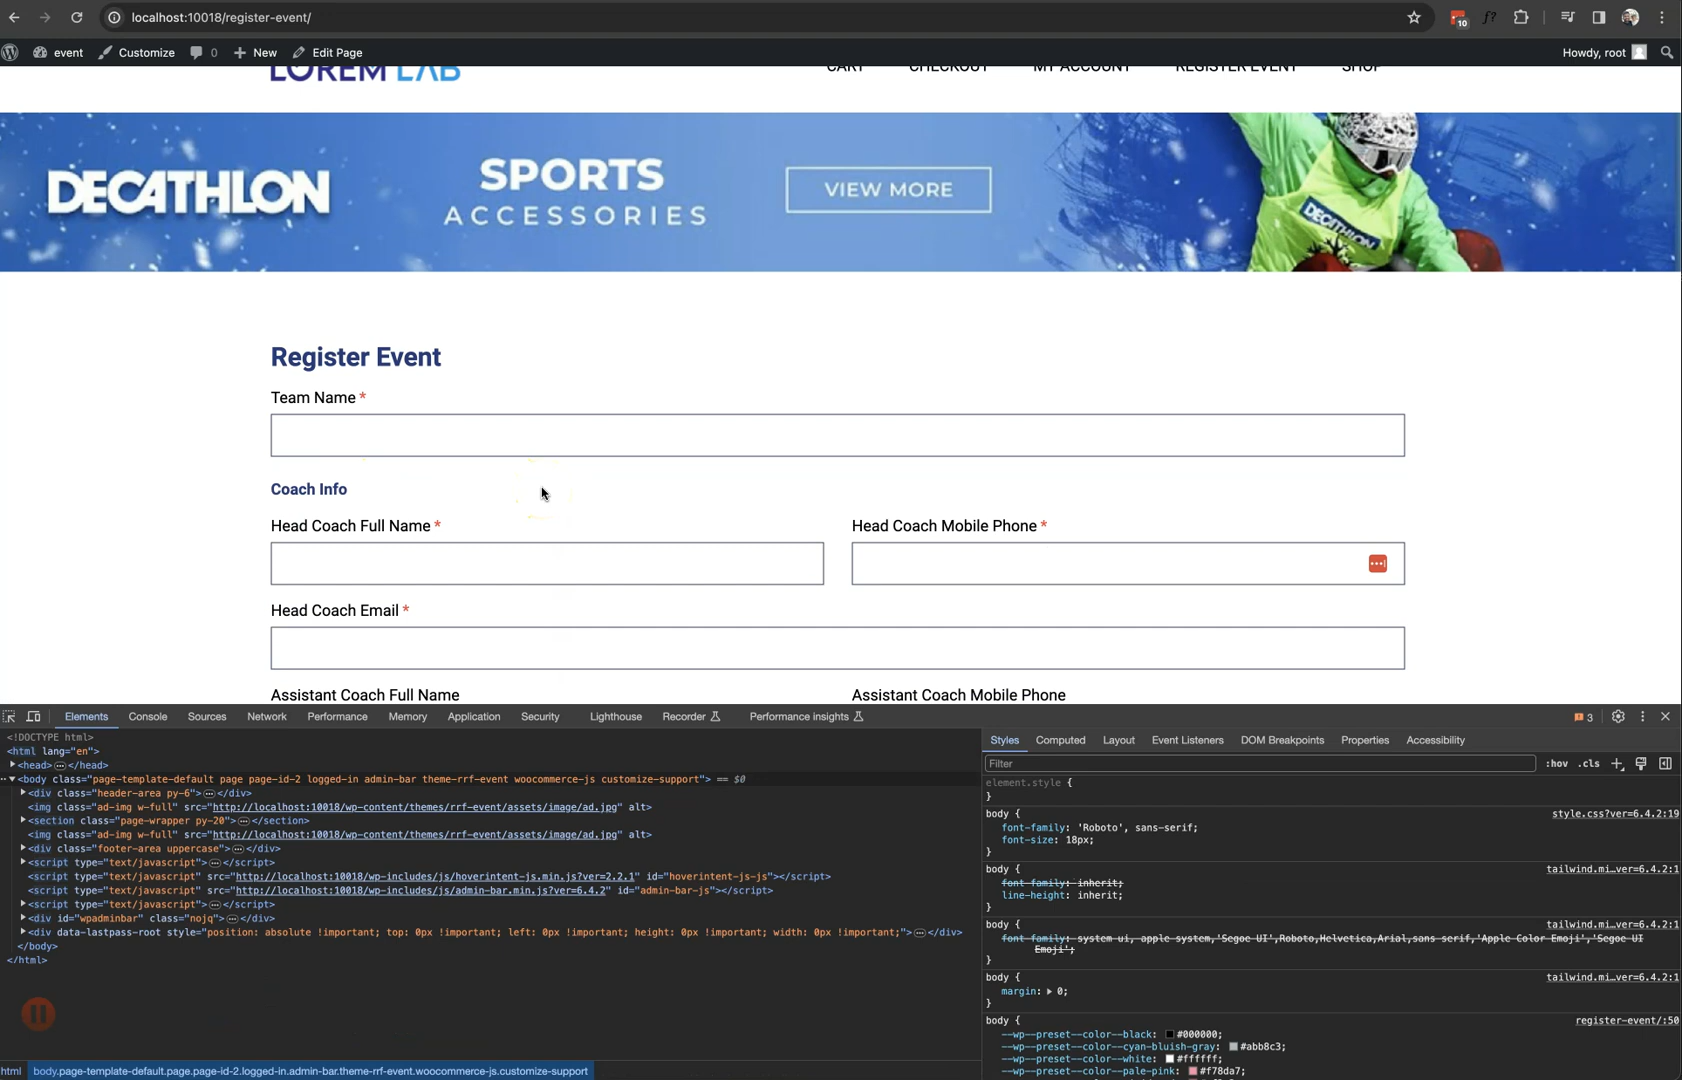 localhost:10018/register-event/
10
f?
event
Customize
0
New
Edit Page
Howdy, root
LOREM LAB
CART
CHECKOUT
MY ACCOUNT
REGISTER EVENT
SHOP
DECATHLON
SPORTS
ACCESSORIES
VIEW MORE
DECATHLON
Register Event
Team Name *
Coach Info
Head Coach Full Name *
Head Coach Mobile Phone *
Head Coach Email *
Assistant Coach Full Name
Assistant Coach Mobile Phone
Elements
Console
Sources
Network
Performance
Memory
Application
Security
Lighthouse
Recorder
Performance insights
3
<!DOCTYPE html>
<html lang="en">
<head>…</head>
<body class="page-template-default page page-id-2 logged-in admin-bar theme-rrf-event woocommerce-js customize-support"> == $0
<div class="header-area py-6">…</div>
<img class="ad-img w-full" src="http://localhost:10018/wp-content/themes/rrf-event/assets/image/ad.jpg" alt>
<section class="page-wrapper py-20">…</section>
<img class="ad-img w-full" src="http://localhost:10018/wp-content/themes/rrf-event/assets/image/ad.jpg" alt>
<div class="footer-area uppercase">…</div>
<script type="text/javascript">…</script>
<script type="text/javascript" src="http://localhost:10018/wp-includes/js/hoverintent-js.min.js?ver=2.2.1" id="hoverintent-js-js"></script>
<script type="text/javascript" src="http://localhost:10018/wp-includes/js/admin-bar.min.js?ver=6.4.2" id="admin-bar-js"></script>
<script type="text/javascript">…</script>
<div id="wpadminbar" class="nojq">…</div>
<div data-lastpass-root style="position: absolute !important; top: 0px !important; left: 0px !important; height: 0px !important; width: 0px !important;">…</div>
</body>
</html>
html
body.page-template-default.page.page-id-2.logged-in.admin-bar.theme-rrf-event.woocommerce-js.customize-support
Styles
Computed
Layout
Event Listeners
DOM Breakpoints
Properties
Accessibility
Filter
:hov
.cls
element.style {
}
body {
style.css?ver=6.4.2:19
font-family: 'Roboto', sans-serif;
font-size: 18px;
}
body {
tailwind.mi…ver=6.4.2:1
font-family: inherit;
line-height: inherit;
}
body {
tailwind.mi…ver=6.4.2:1
font-family: system-ui,-apple-system,'Segoe UI',Roboto,Helvetica,Arial,sans-serif,'Apple Color Emoji','Segoe UI
Emoji';
}
body {
tailwind.mi…ver=6.4.2:1
margin: 0;
}
body {
register-event/:50
--wp--preset--color--black: #000000;
--wp--preset--color--cyan-bluish-gray: #abb8c3;
--wp--preset--color--white: #ffffff;
--wp--preset--color--pale-pink: #f78da7;